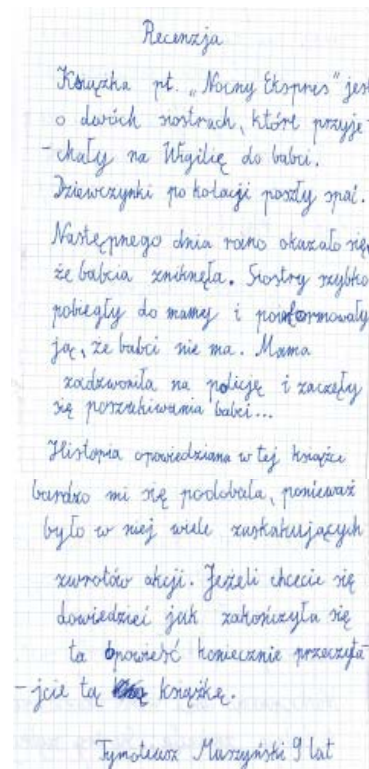 Recenzja
Książka pt. „Nocny Ekspres" jest
o dwóch siostrach, które przyje-
-chały na Wigilię do babci.
Dziewczynki po kolacji poszły spać.
Następnego dnia rano okazało się,
że babcia zniknęła. Siostry szybko
pobiegły do mamy i poinformowały
ją, że babci nie ma. Mama
zadzwoniła na policję i zaczęły
się poszukiwania babci...
Historia opowiedziana w tej książce
bardzo mi się podobała, ponieważ
było w niej wiele zaskakujących
zwrotów akcji. Jeżeli chcecie się
dowiedzieć jak zakończyła się
ta opowieść koniecznie przeczyta-
-jcie tą książkę.
Tymoteusz Muszyński 9 lat